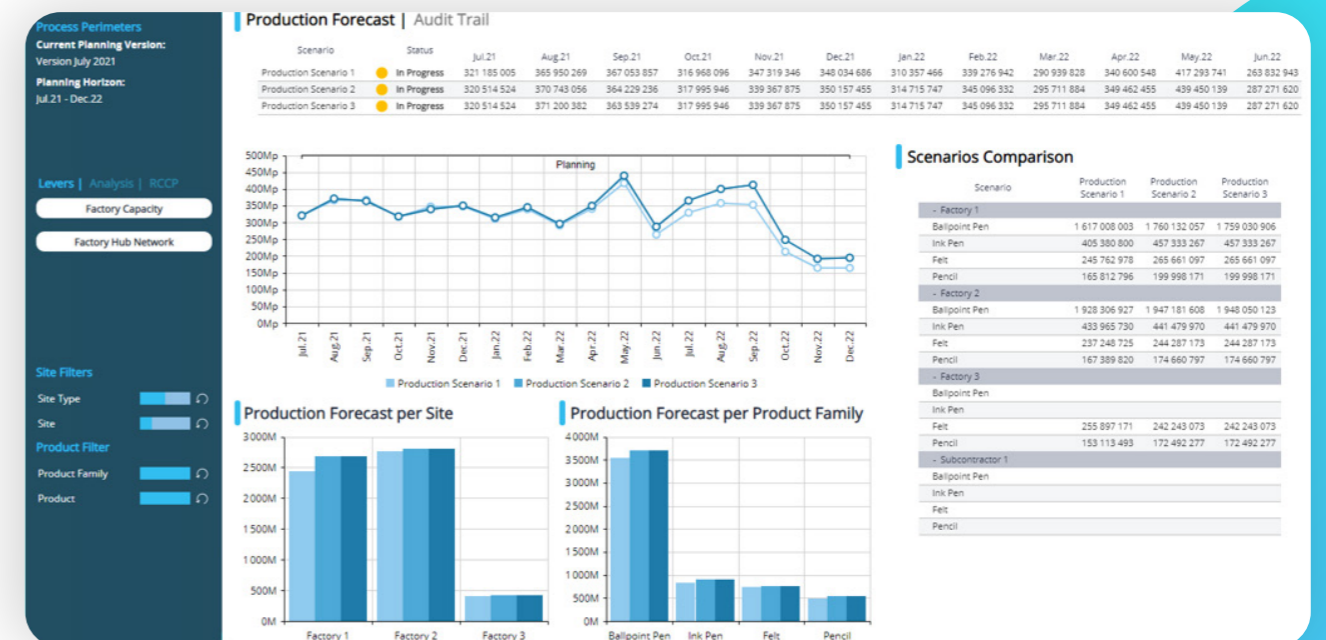 Process Perimeters
Current Planning Version:
Version July 2021
Planning Horizon:
Jul.21 - Dec.22
Levers | Analysis | RCCP
Factory Capacity
Factory Hub Network
Site Filters
Site Type
Site
Product Filter
Product Family
Product
Production Forecast | Audit Trail
Scenario Status Jul.21 Aug.21 Sep.21 Oct.21 Nov.21 Dec.21 Jan.22 Feb.22 Mar.22 Apr.22 May.22 Jun.22
Production Scenario 1 In Progress 321 185 005 365 950 269 367 053 857 316 968 096 347 319 346 348 034 686 310 357 466 339 276 942 290 939 828 340 600 548 417 293 741 263 832 943
Production Scenario 2 In Progress 320 514 524 370 743 056 364 229 236 317 995 946 339 367 875 350 157 455 314 715 747 345 096 332 295 711 884 349 462 455 439 450 139 287 271 620
Production Scenario 3 In Progress 320 514 524 371 200 382 363 539 274 317 995 946 339 367 875 350 157 455 314 715 747 345 096 332 295 711 884 349 462 455 439 450 139 287 271 620
Planning
500Mp
450Mp
400Mp
350Mp
300Mp
250Mp
200Mp
150Mp
100Mp
50Mp
0Mp
Jul.21 Aug.21 Sep.21 Oct.21 Nov.21 Dec.21 Jan.22 Feb.22 Mar.22 Apr.22 May.22 Jun.22 Jul.22 Aug.22 Sep.22 Oct.22 Nov.22 Dec.22
Production Scenario 1 Production Scenario 2 Production Scenario 3
Production Forecast per Site
3000M
2500M
2000M
1500M
1000M
500M
0M
Factory 1 Factory 2 Factory 3
Production Forecast per Product Family
4000M
3500M
3000M
2500M
2000M
1500M
1000M
500M
0M
Ballpoint Pen Ink Pen Felt Pencil
Scenarios Comparison
Scenario Production Scenario 1 Production Scenario 2 Production Scenario 3
- Factory 1
Ballpoint Pen 1 617 008 003 1 760 132 057 1 759 030 906
Ink Pen 405 380 800 457 333 267 457 333 267
Felt 245 762 978 265 661 097 265 661 097
Pencil 165 812 796 199 998 171 199 998 171
- Factory 2
Ballpoint Pen 1 928 306 927 1 947 181 608 1 948 050 123
Ink Pen 433 965 730 441 479 970 441 479 970
Felt 237 248 725 244 287 173 244 287 173
Pencil 167 389 820 174 660 797 174 660 797
- Factory 3
Ballpoint Pen
Ink Pen
Felt 255 897 171 242 243 073 242 243 073
Pencil 153 113 493 172 492 277 172 492 277
- Subcontractor 1
Ballpoint Pen
Ink Pen
Felt
Pencil